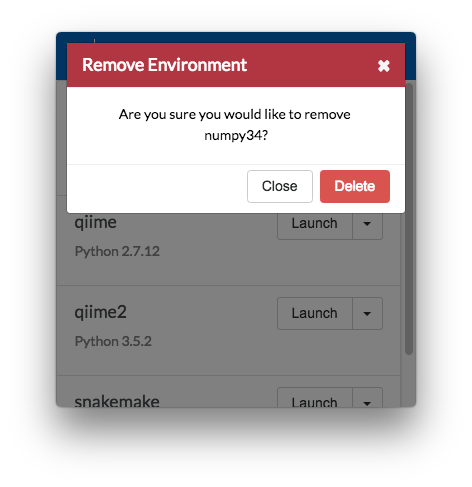 Remove Environment ✖
Are you sure you would like to remove
numpy34?
Close Delete
qiime Launch
Python 2.7.12
qiime2 Launch
Python 3.5.2
snakemake Launch